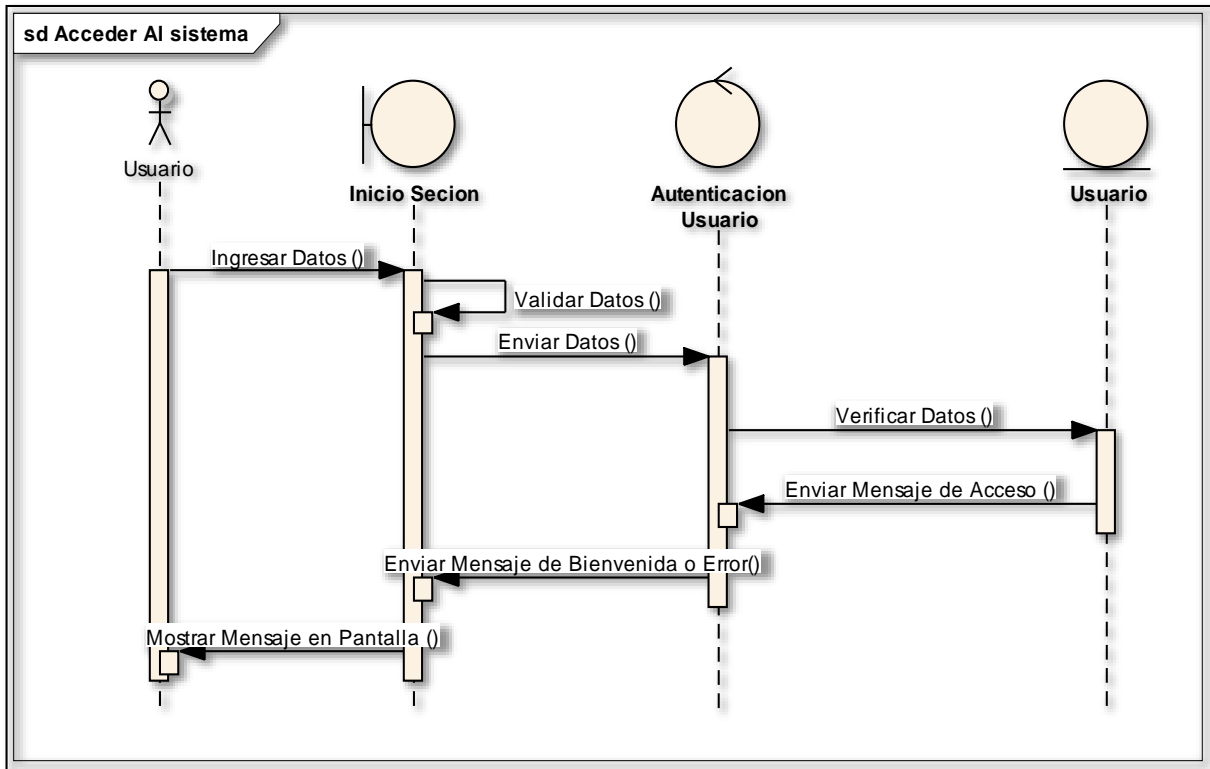 sd Acceder Al sistema
Usuario
Inicio Secion
Autenticacion
Usuario
Usuario
Ingresar Datos ()
Validar Datos ()
Enviar Datos ()
Verificar Datos ()
Enviar Mensaje de Acceso ()
Enviar Mensaje de Bienvenida o Error()
Mostrar Mensaje en Pantalla ()